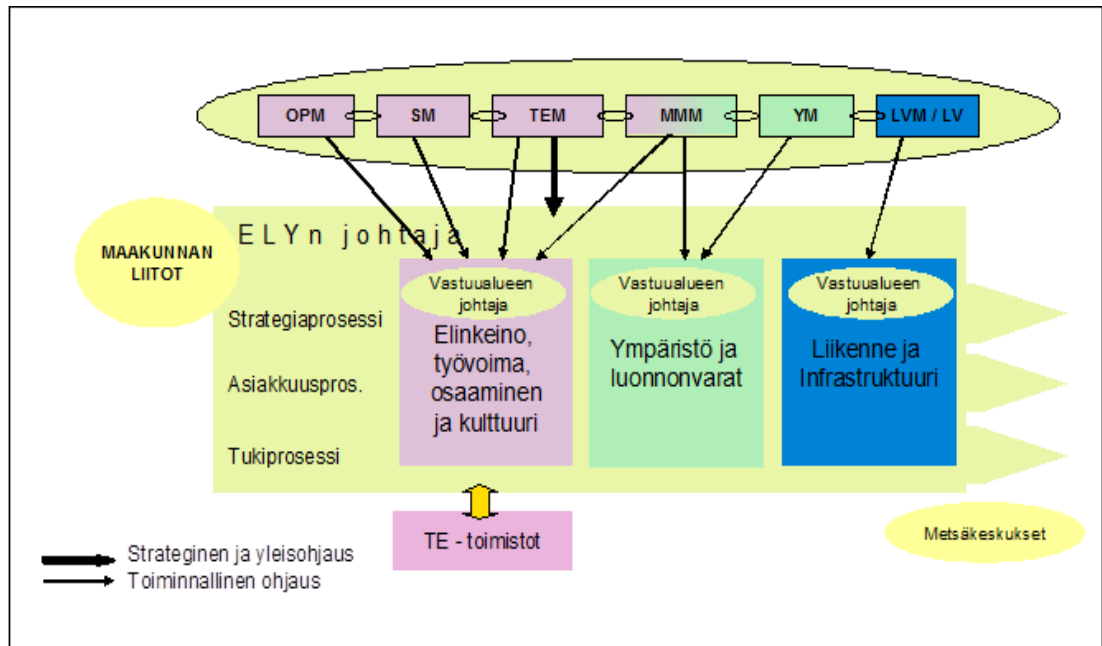 OPM
SM
TEM
MMM
YM
LVM / LV
MAAKUNNAN
LIITOT
ELYn johtaja
Vastuualueen
johtaja
Elinkeino,
työvoima,
osaaminen
ja kulttuuri
Vastuualueen
johtaja
Ympäristö ja
luonnonvarat
Vastuualueen
johtaja
Liikenne ja
Infrastruktuuri
Strategiaprosessi
Asiakkuuspros.
Tukiprosessi
TE - toimistot
Metsäkeskukset
Strateginen ja yleisohjaus
Toiminnallinen ohjaus